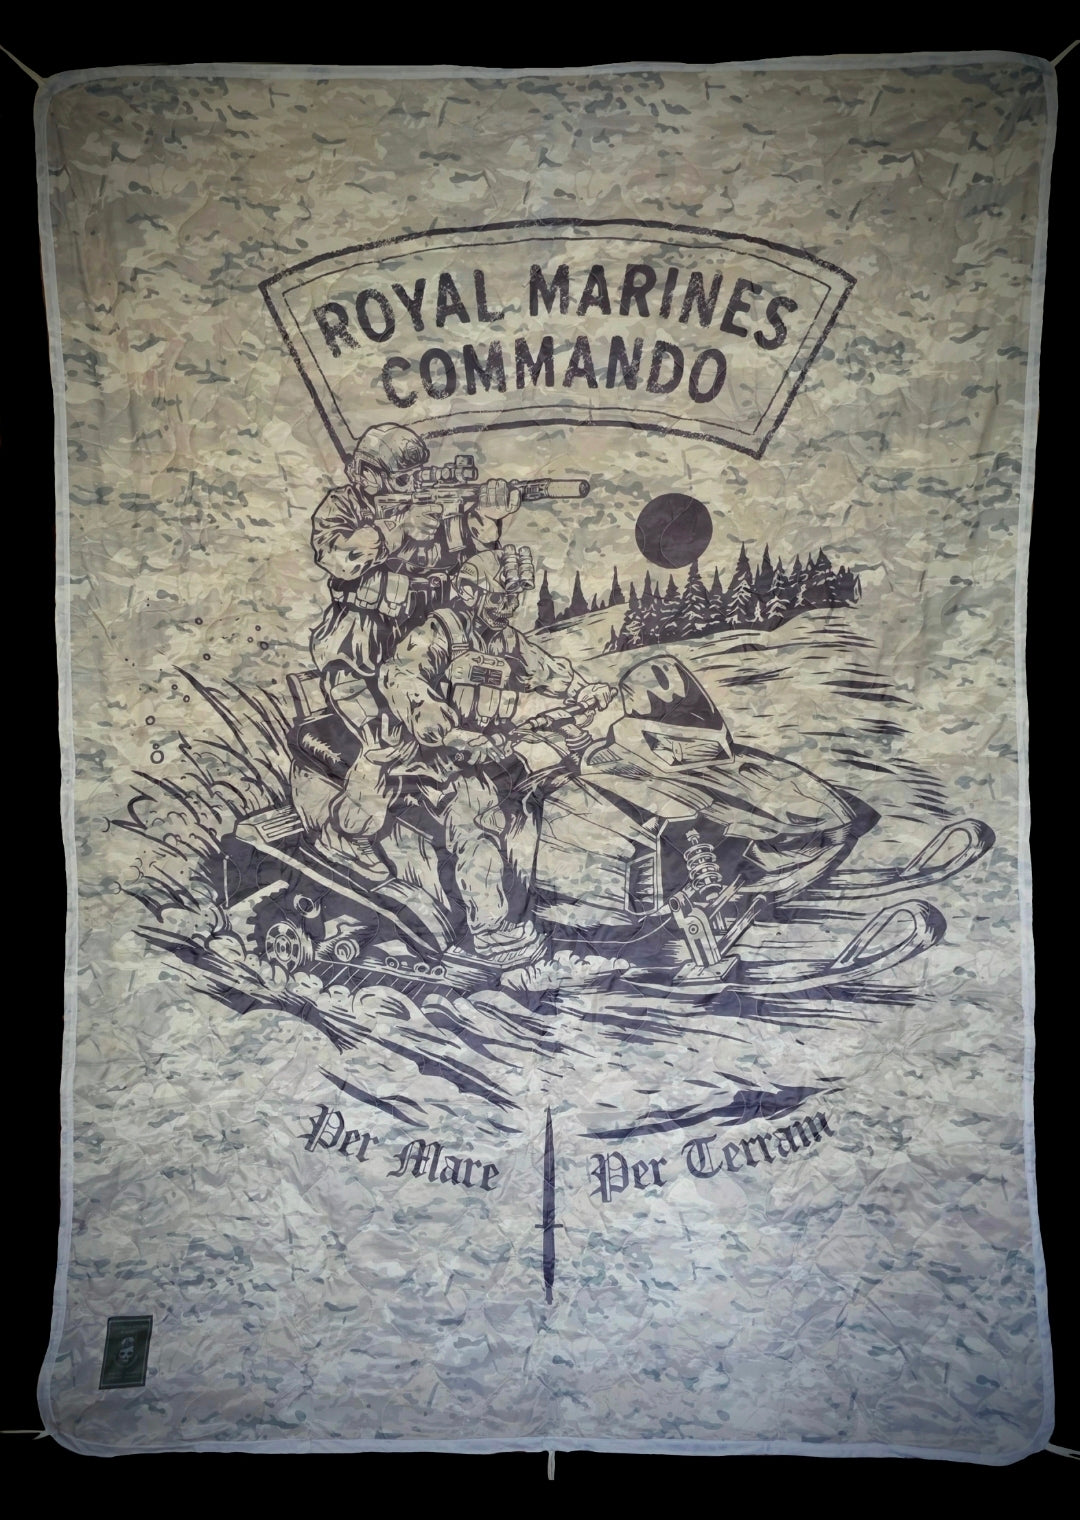 ROYAL MARINES
COMMANDO
Per Mare
Per Terram